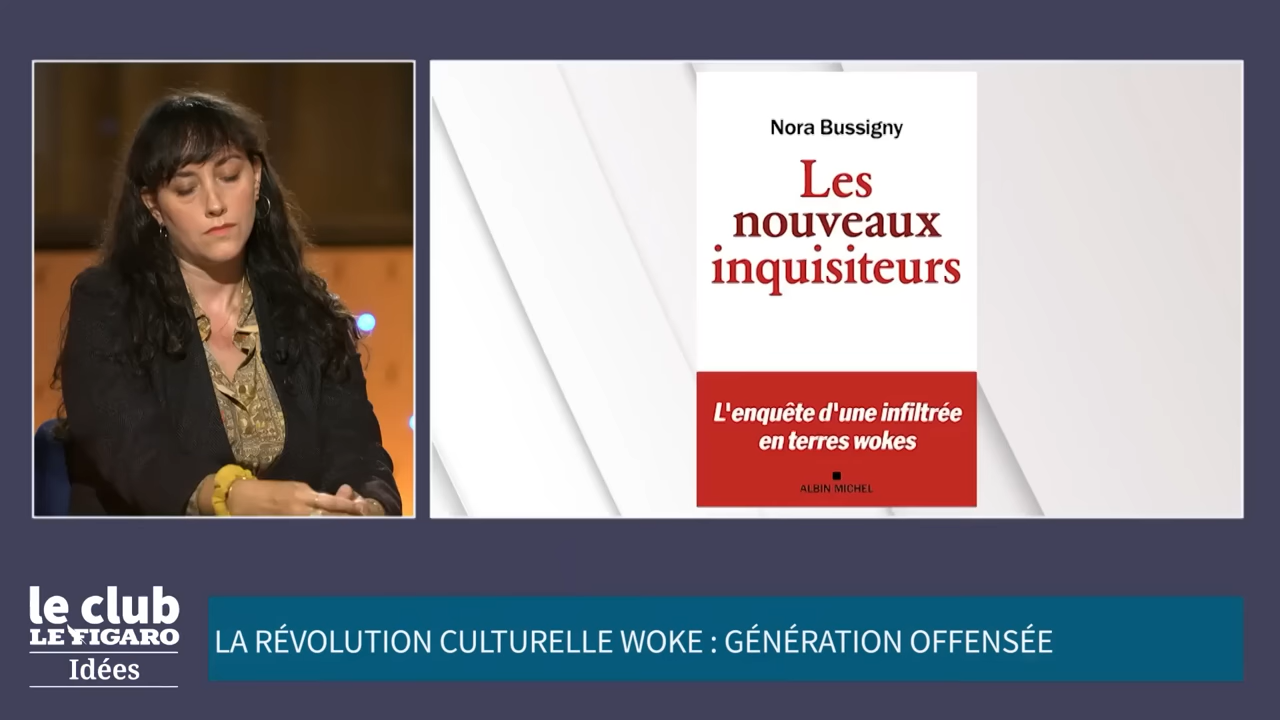 Nora Bussigny
Les
nouveaux
inquisiteurs
L'enquête d'une infiltrée
en terres wokes
ALBIN MICHEL
le club
LE FIGARO
Idées
LA RÉVOLUTION CULTURELLE WOKE : GÉNÉRATION OFFENSÉE